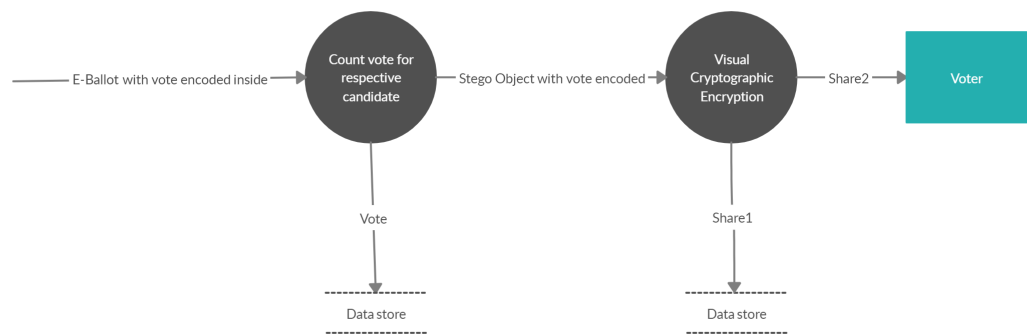 E-Ballot with vote encoded inside
Count vote for
respective
candidate
Stego Object with vote encoded
Visual
Cryptographic
Encryption
Share2
Voter
Vote
Share1
Data store
Data store